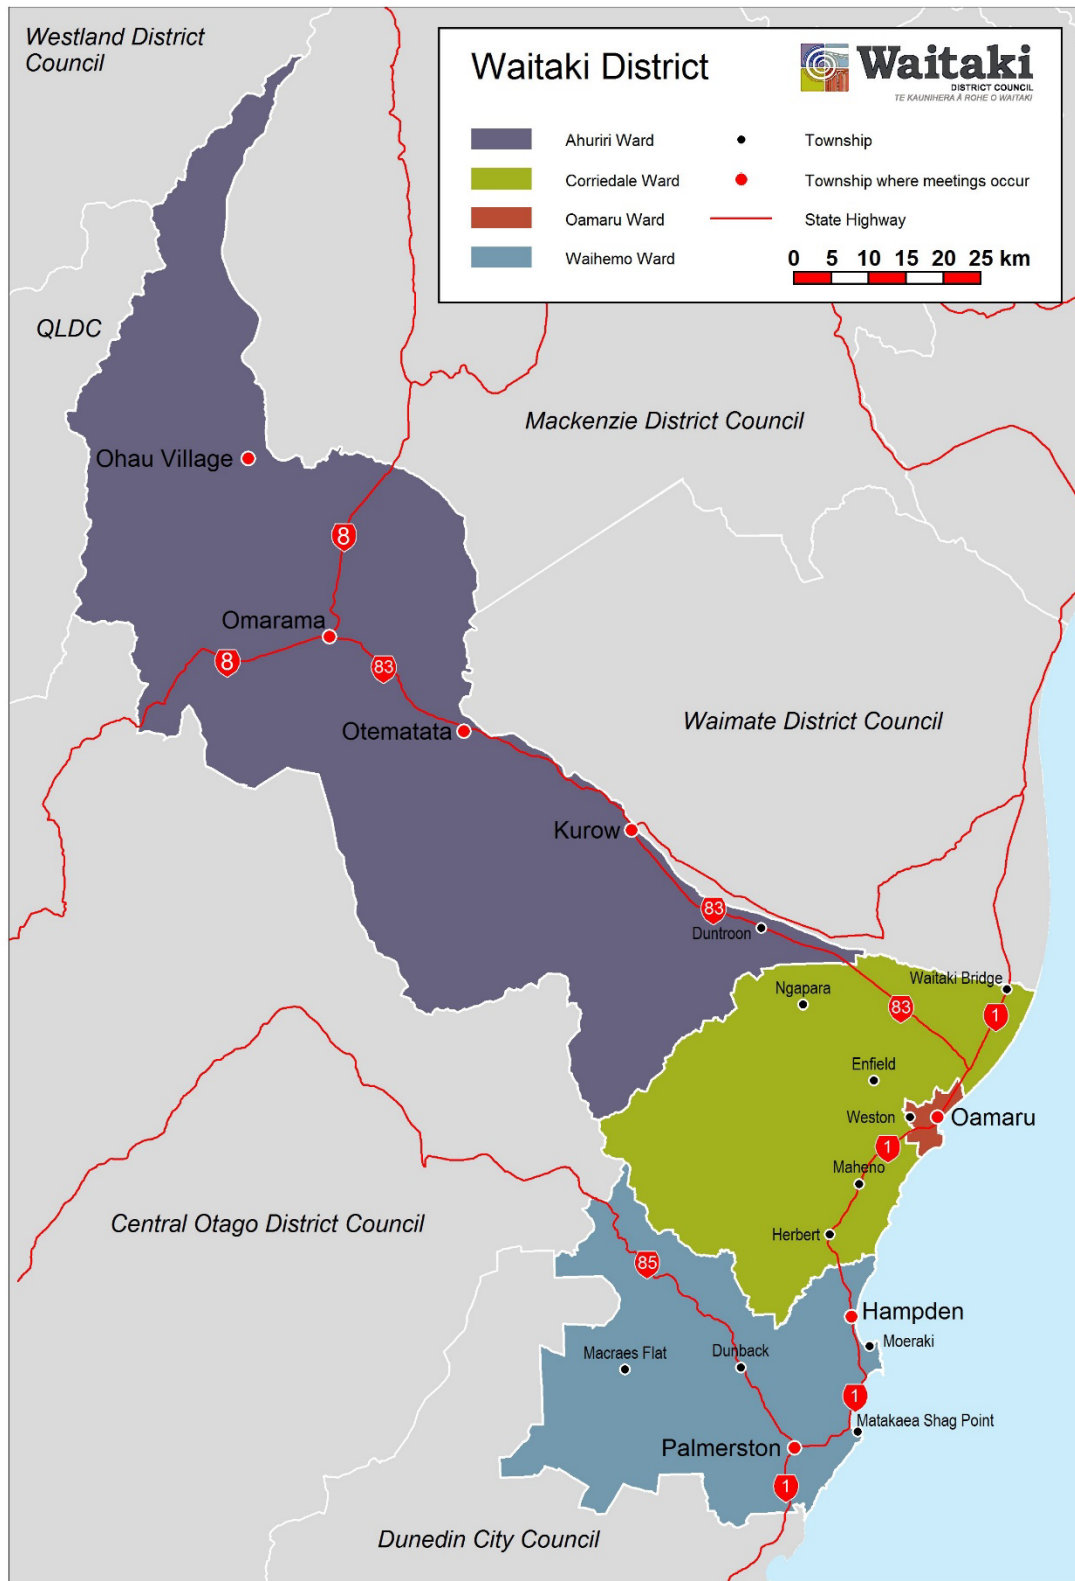 Westland District
Council
Waitaki District
Waitaki
DISTRICT COUNCIL
TE KAUNIHERA Ā ROHE O WAITAKI
Ahuriri Ward
Township
Corriedale Ward
Township where meetings occur
Oamaru Ward
State Highway
Waihemo Ward
0 5 10 15 20 25 km
QLDC
Mackenzie District Council
Ohau Village
8
Omarama
8
83
Otematata
Waimate District Council
Kurow
83
Duntroon
Waitaki Bridge
Ngapara
83
1
Enfield
Weston
Oamaru
1
Maheno
Central Otago District Council
Herbert
85
Hampden
Moeraki
Macraes Flat
Dunback
1
Matakaea Shag Point
Palmerston
1
Dunedin City Council